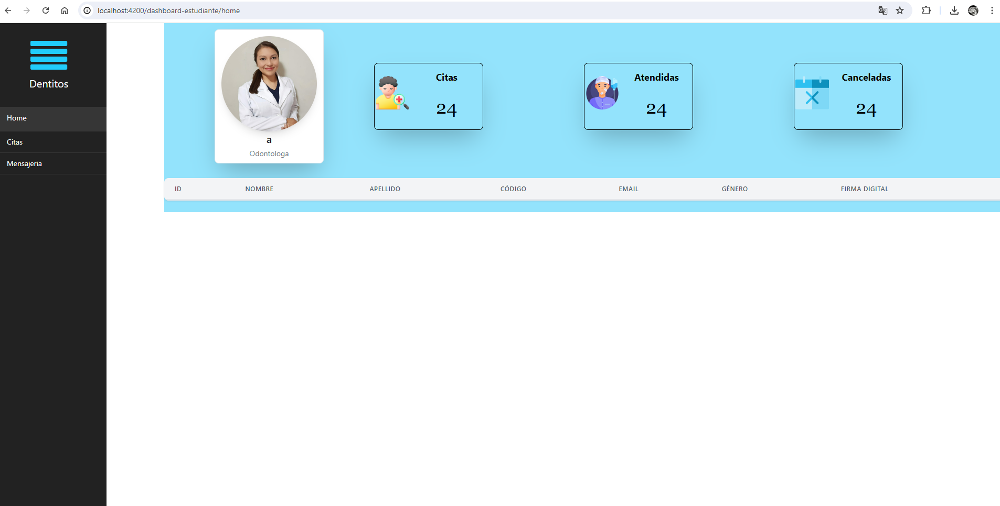 localhost:4200/dashboard-estudiante/home
Dentitos
Home
Citas
Mensajeria
a
Odontologa
Citas
24
Atendidas
24
Canceladas
24
ID NOMBRE APELLIDO CÓDIGO EMAIL GÉNERO FIRMA DIGITAL